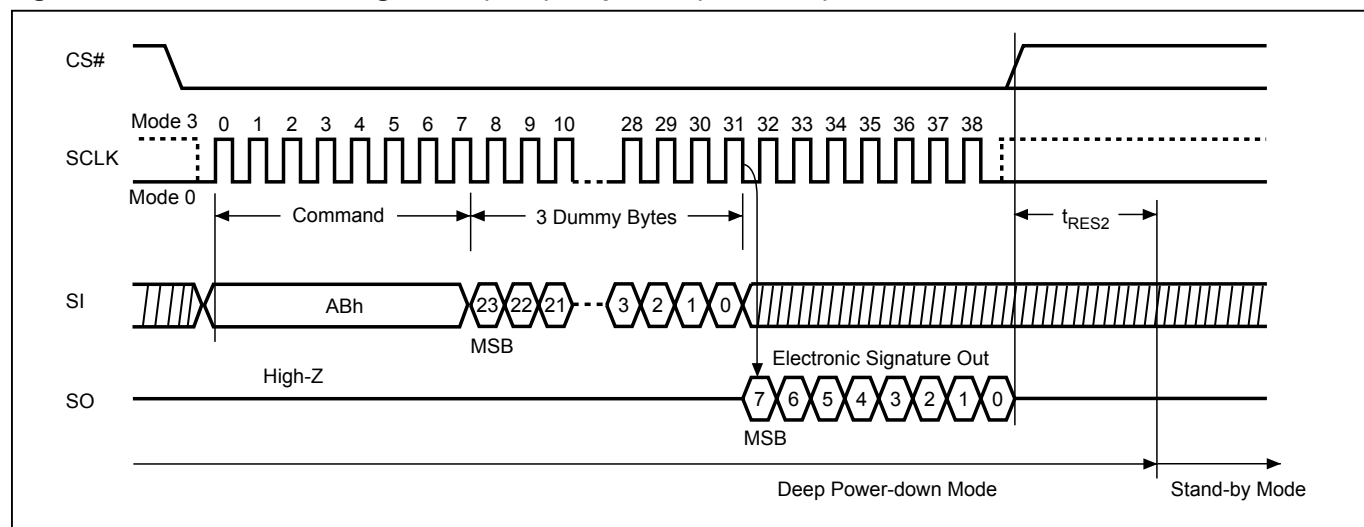 CS#
Mode 3 0 1 2 3 4 5 6 7 8 9 10 28 29 30 31 32 33 34 35 36 37 38
SCLK
Mode 0
Command 3 Dummy Bytes tRES2
SI ABh 23 22 21 3 2 1 0
MSB
High-Z Electronic Signature Out
SO 7 6 5 4 3 2 1 0
MSB
Deep Power-down Mode Stand-by Mode